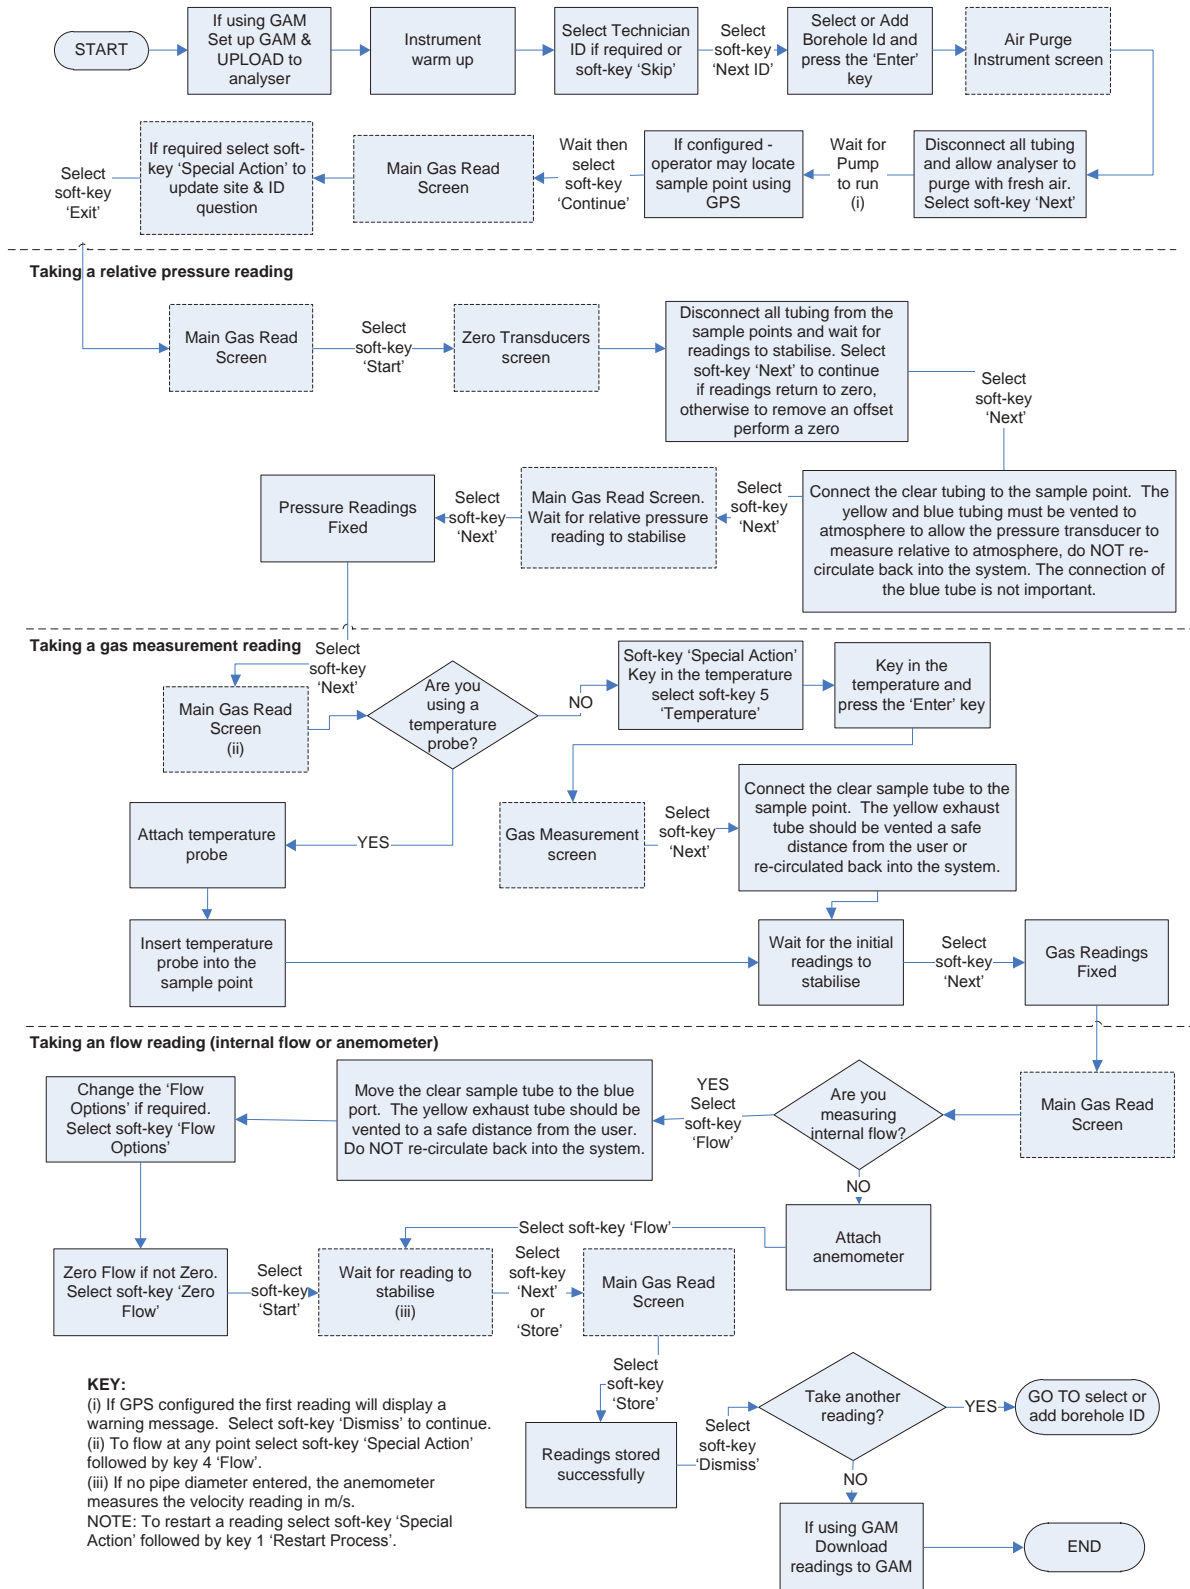 START
If using GAM
Set up GAM &
UPLOAD to
analyser
Instrument
warm up
Select Technician
ID if required or
soft-key ‘Skip’
Select
soft-key
‘Next ID’
Select or Add
Borehole Id and
press the ‘Enter’
key
Air Purge
Instrument screen
Disconnect all tubing
and allow analyser to
purge with fresh air.
Select soft-key ‘Next’
Wait for
Pump
to run
(i)
If configured -
operator may locate
sample point using
GPS
Wait then
select
soft-key
‘Continue’
Main Gas Read
Screen
If required select soft-
key ‘Special Action’ to
update site & ID
question
Select
soft-key
‘Exit’
Taking a relative pressure reading
Main Gas Read
Screen
Select
soft-key
‘Start’
Zero Transducers
screen
Disconnect all tubing from the
sample points and wait for
readings to stabilise. Select
soft-key ‘Next’ to continue
if readings return to zero,
otherwise to remove an offset
perform a zero
Select
soft-key
‘Next’
Connect the clear tubing to the sample point.  The
yellow and blue tubing must be vented to
atmosphere to allow the pressure transducer to
measure relative to atmosphere, do NOT re-
circulate back into the system. The connection of
the blue tube is not important.
Select
soft-key
‘Next’
Main Gas Read Screen.
Wait for relative pressure
reading to stabilise
Select
soft-key
‘Next’
Pressure Readings
Fixed
Taking a gas measurement reading
Select
soft-key
‘Next’
Main Gas Read
Screen
(ii)
Are you
using a
temperature
probe?
NO
Soft-key ‘Special Action’
Key in the temperature
select soft-key 5
‘Temperature’
Key in the
temperature and
press the ‘Enter’ key
Gas Measurement
screen
Select
soft-key
‘Next’
Connect the clear sample tube to the
sample point.  The yellow exhaust
tube should be vented a safe
distance from the user or
re-circulated back into the system.
YES
Attach temperature
probe
Insert temperature
probe into the
sample point
Wait for the initial
readings to
stabilise
Select
soft-key
‘Next’
Gas Readings
Fixed
Taking an flow reading (internal flow or anemometer)
Main Gas Read
Screen
Are you
measuring
internal flow?
YES
Select
soft-key
‘Flow’
Move the clear sample tube to the blue
port.  The yellow exhaust tube should be
vented to a safe distance from the user.
Do NOT re-circulate back into the system.
Change the ‘Flow
Options’ if required.
Select soft-key ‘Flow
Options’
NO
Attach
anemometer
Select soft-key ‘Flow’
Zero Flow if not Zero.
Select soft-key ‘Zero
Flow’
Select
soft-key
‘Start’
Wait for reading to
stabilise
(iii)
Select
soft-key
‘Next’
or
‘Store’
Main Gas Read
Screen
Select
soft-key
‘Store’
Readings stored
successfully
Select
soft-key
‘Dismiss’
Take another
reading?
YES
GO TO select or
add borehole ID
NO
If using GAM
Download
readings to GAM
END
KEY:
(i) If GPS configured the first reading will display a
warning message.  Select soft-key ‘Dismiss’ to continue.
(ii) To flow at any point select soft-key ‘Special Action’
followed by key 4 ‘Flow’.
(iii) If no pipe diameter entered, the anemometer
measures the velocity reading in m/s.
NOTE: To restart a reading select soft-key ‘Special
Action’ followed by key 1 ‘Restart Process’.